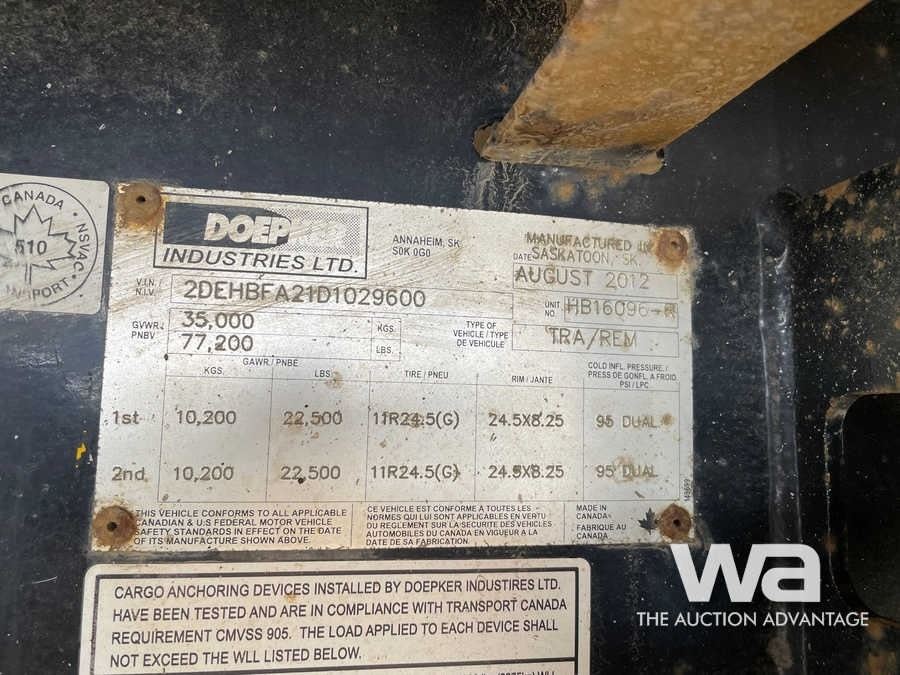 CANADA
NSVAC
510
DOEPKER
INDUSTRIES LTD.
ANNAHEIM, SK
S0K 0G0
MANUFACTURED IN
SASKATOON, SK.
DATE AUGUST 2012
V.I.N./
N.I.V.
2DEHBFA21D1029600
UNIT
NO.
GVWR
PNBV
35,000 KGS.
77,200 LBS.
TYPE OF
VEHICLE / TYPE
DE VEHICULE
TRA/REM
GAWR / PNBE
KGS. LBS. TIRE / PNEU RIM / JANTE
COLD INFL. PRESSURE /
PRESS DE GONFL. A FROID
PSI / LPC
1st 10,200 22,500 11R24.5(G) 24.5X8.25 95 DUAL
2nd 10,200 22,500 11R24.5(G) 24.5X8.25 95 DUAL
THIS VEHICLE CONFORMS TO ALL APPLICABLE
CANADIAN & U.S FEDERAL MOTOR VEHICLE
SAFETY STANDARDS IN EFFECT ON THE DATE
OF ITS MANUFACTURE SHOWN ABOVE.
CE VEHICLE EST CONFORME A TOUTES LES
NORMES QUI LUI SONT APPLICABLES EN VERTU
DU REGLEMENT SUR LA SECURITE DES VEHICLES
AUTOMOBILES DU CANADA EN VIGUEUR A LA
DATE DE SA FABRICATION.
MADE IN
CANADA
FABRIQUE AU
CANADA
CARGO ANCHORING DEVICES INSTALLED BY DOEPKER INDUSTIRES LTD.
HAVE BEEN TESTED AND ARE IN COMPLIANCE WITH TRANSPORT CANADA
REQUIREMENT CMVSS 905. THE LOAD APPLIED TO EACH DEVICE SHALL
NOT EXCEED THE WLL LISTED BELOW.
wa
THE AUCTION ADVANTAGE